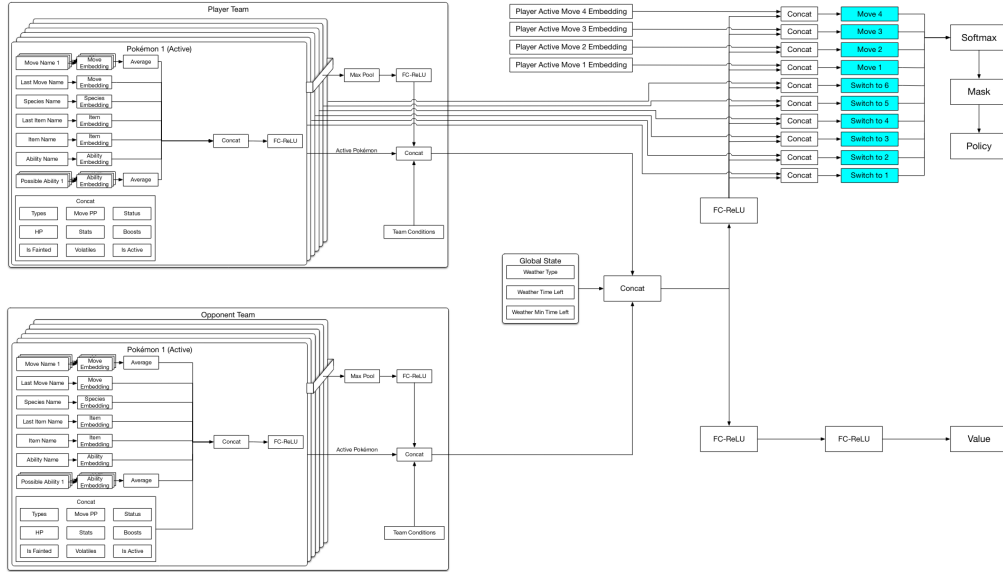 Player Team
Pokémon 1 (Active)
Move Name 1
Move
Embedding
Average
Last Move Name
Move
Embedding
Species Name
Species
Embedding
Last Item Name
Item
Embedding
Item Name
Item
Embedding
Ability Name
Ability
Embedding
Possible Ability 1
Ability
Embedding
Average
Concat
FC-ReLU
Concat
Types
Move PP
Status
HP
Stats
Boosts
Is Fainted
Volatiles
Is Active
Max Pool
FC-ReLU
Active Pokémon
Concat
Team Conditions
Opponent Team
Pokémon 1 (Active)
Move Name 1
Move
Embedding
Average
Last Move Name
Move
Embedding
Species Name
Species
Embedding
Last Item Name
Item
Embedding
Item Name
Item
Embedding
Ability Name
Ability
Embedding
Possible Ability 1
Ability
Embedding
Average
Concat
FC-ReLU
Concat
Types
Move PP
Status
HP
Stats
Boosts
Is Fainted
Volatiles
Is Active
Max Pool
FC-ReLU
Active Pokémon
Concat
Team Conditions
Global State
Weather Type
Weather Time Left
Weather Min Time Left
Concat
Player Active Move 4 Embedding
Player Active Move 3 Embedding
Player Active Move 2 Embedding
Player Active Move 1 Embedding
Concat
Move 4
Concat
Move 3
Concat
Move 2
Concat
Move 1
Concat
Switch to 6
Concat
Switch to 5
Concat
Switch to 4
Concat
Switch to 3
Concat
Switch to 2
Concat
Switch to 1
Softmax
Mask
Policy
FC-ReLU
FC-ReLU
FC-ReLU
Value